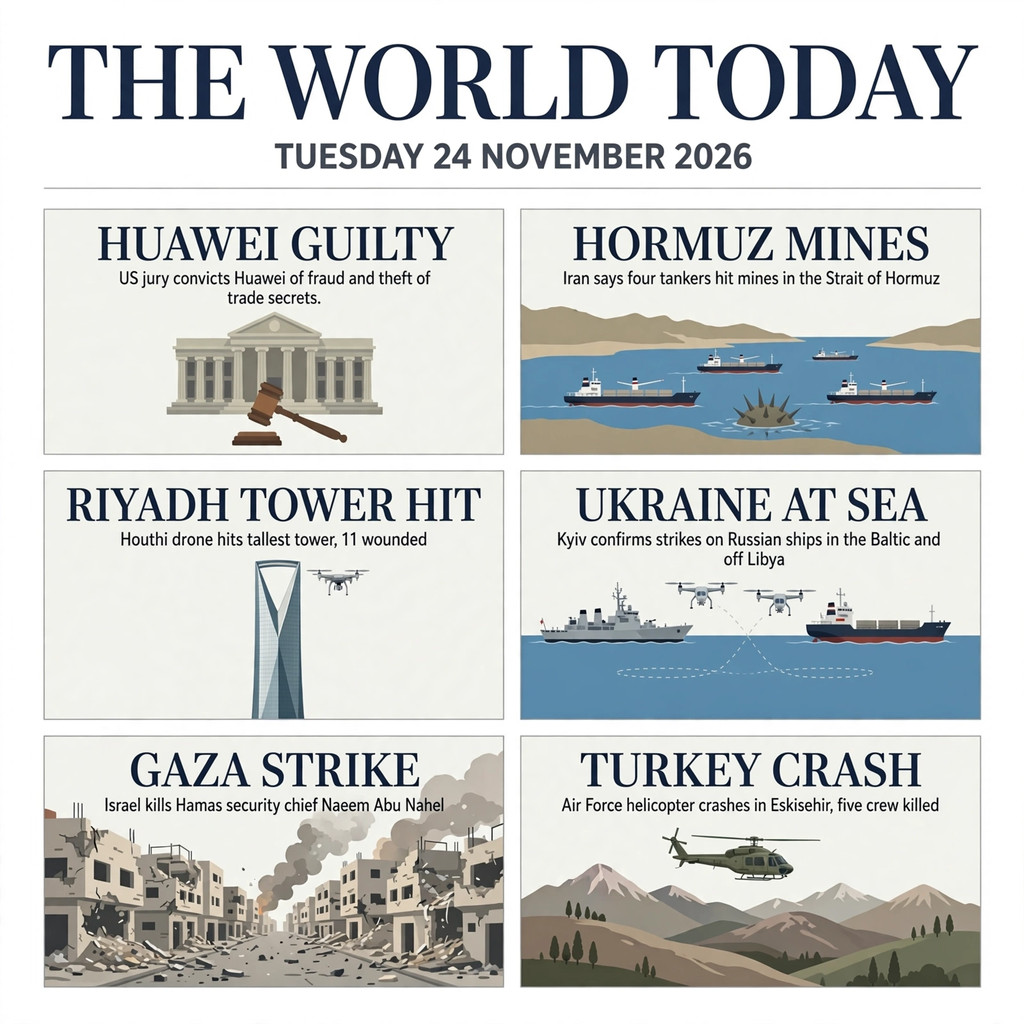 THE WORLD TODAY
TUESDAY 24 NOVEMBER 2026
HUAWEI GUILTY
US jury convicts Huawei of fraud and theft of
trade secrets.
HORMUZ MINES
Iran says four tankers hit mines in the Strait of Hormuz
RIYADH TOWER HIT
Houthi drone hits tallest tower, 11 wounded
UKRAINE AT SEA
Kyiv confirms strikes on Russian ships in the Baltic and
off Libya
GAZA STRIKE
Israel kills Hamas security chief Naeem Abu Nahel
TURKEY CRASH
Air Force helicopter crashes in Eskisehir, five crew killed